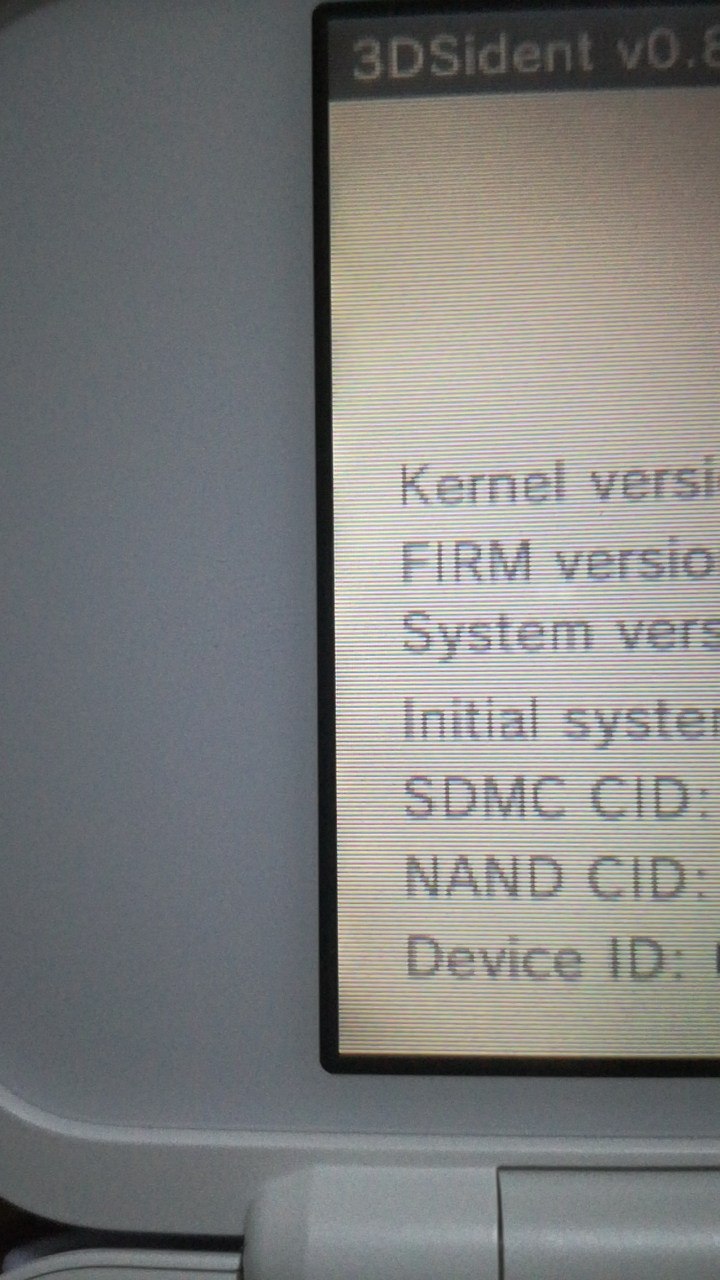 3DSident v0.8
Kernel versi
FIRM versio
System vers
Initial syste
SDMC CID:
NAND CID:
Device ID: